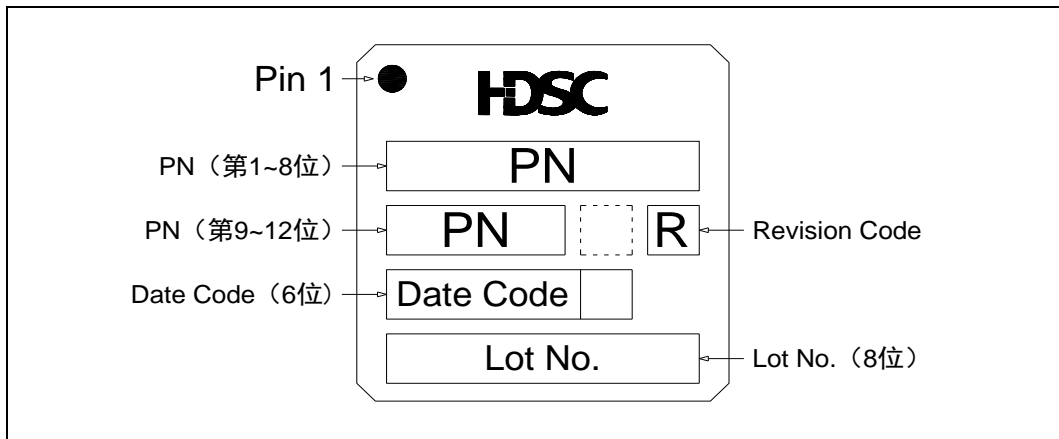 Pin 1
HDSC
PN（第1~8位）
PN
PN（第9~12位）
PN
R
Revision Code
Date Code（6位）
Date Code
Lot No.
Lot No.（8位）